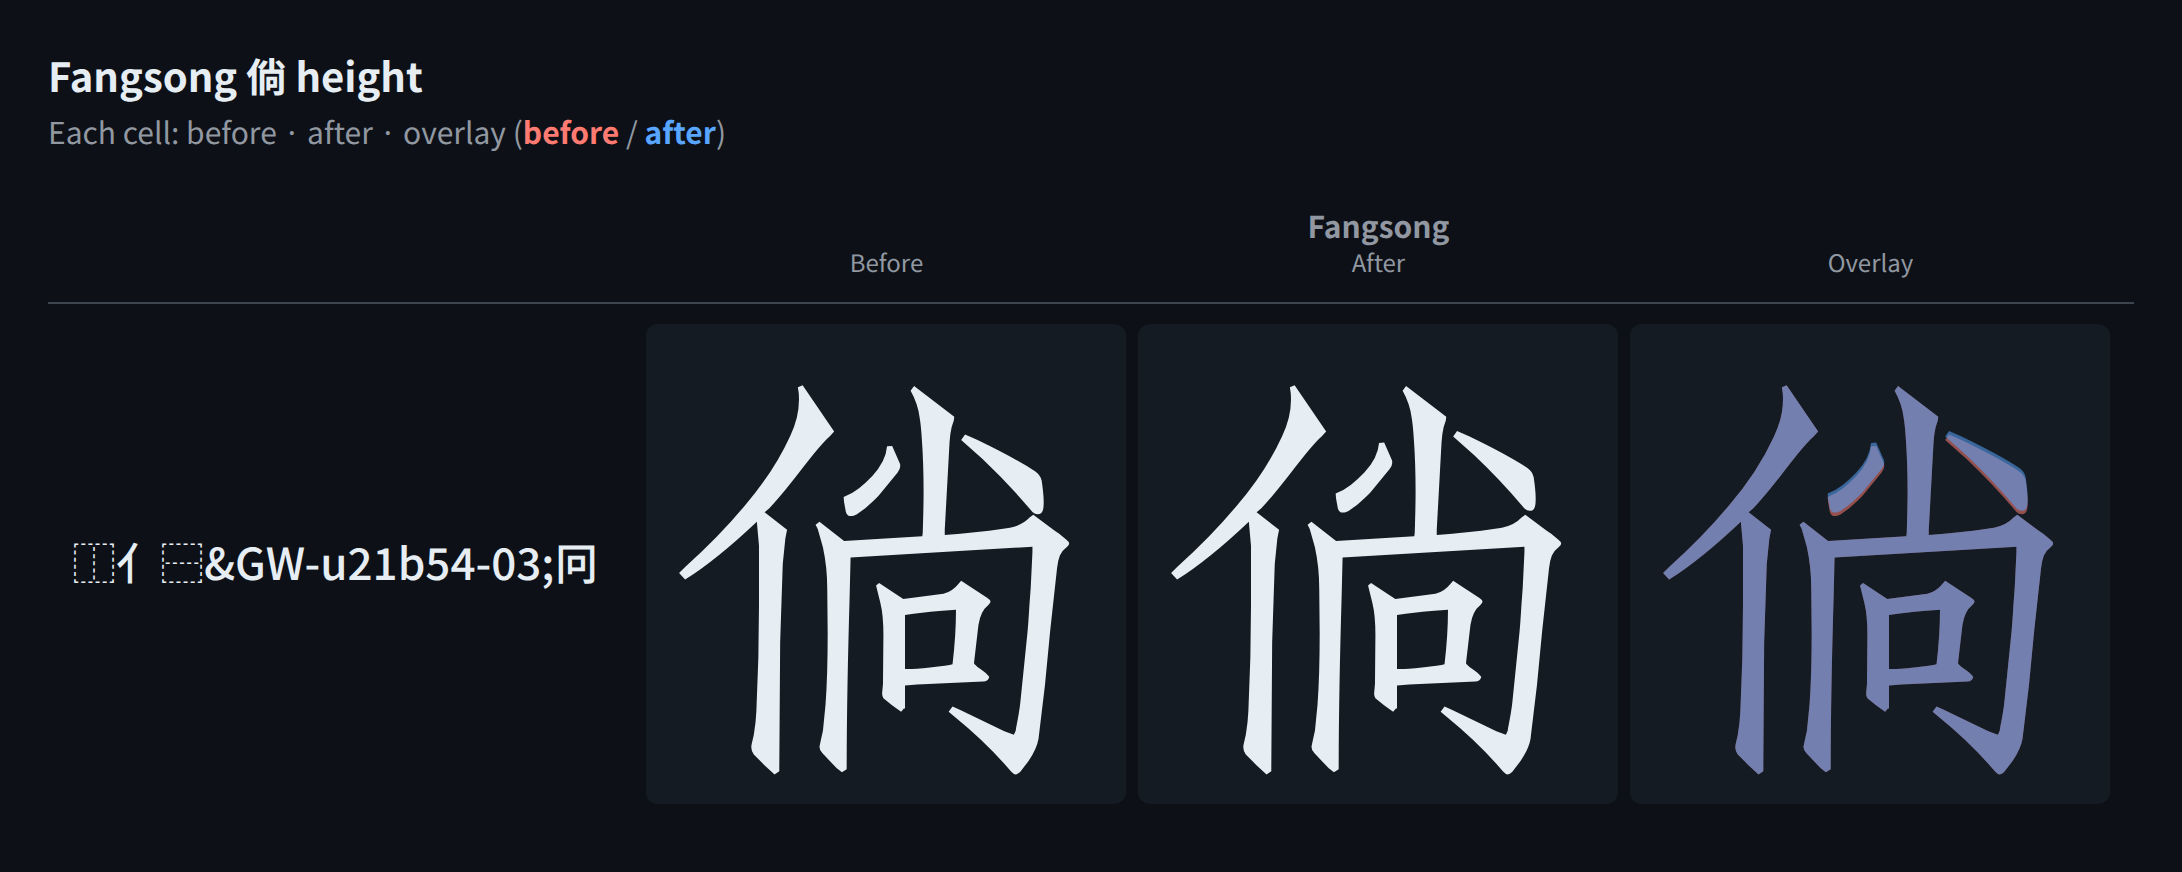 Fangsong 倘 height
Each cell: before · after · overlay (before / after)
Fangsong
Before After Overlay
⿰亻⿱&GW-u21b54-03;冋 倘 倘 倘